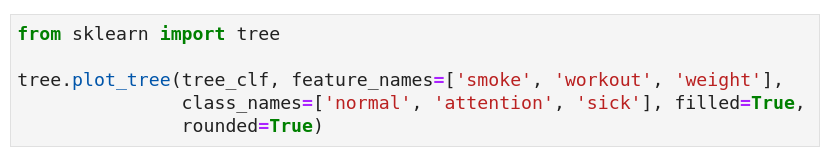 from sklearn import tree
tree.plot_tree(tree_clf, feature_names=['smoke', 'workout', 'weight'],
               class_names=['normal', 'attention', 'sick'], filled=True,
               rounded=True)